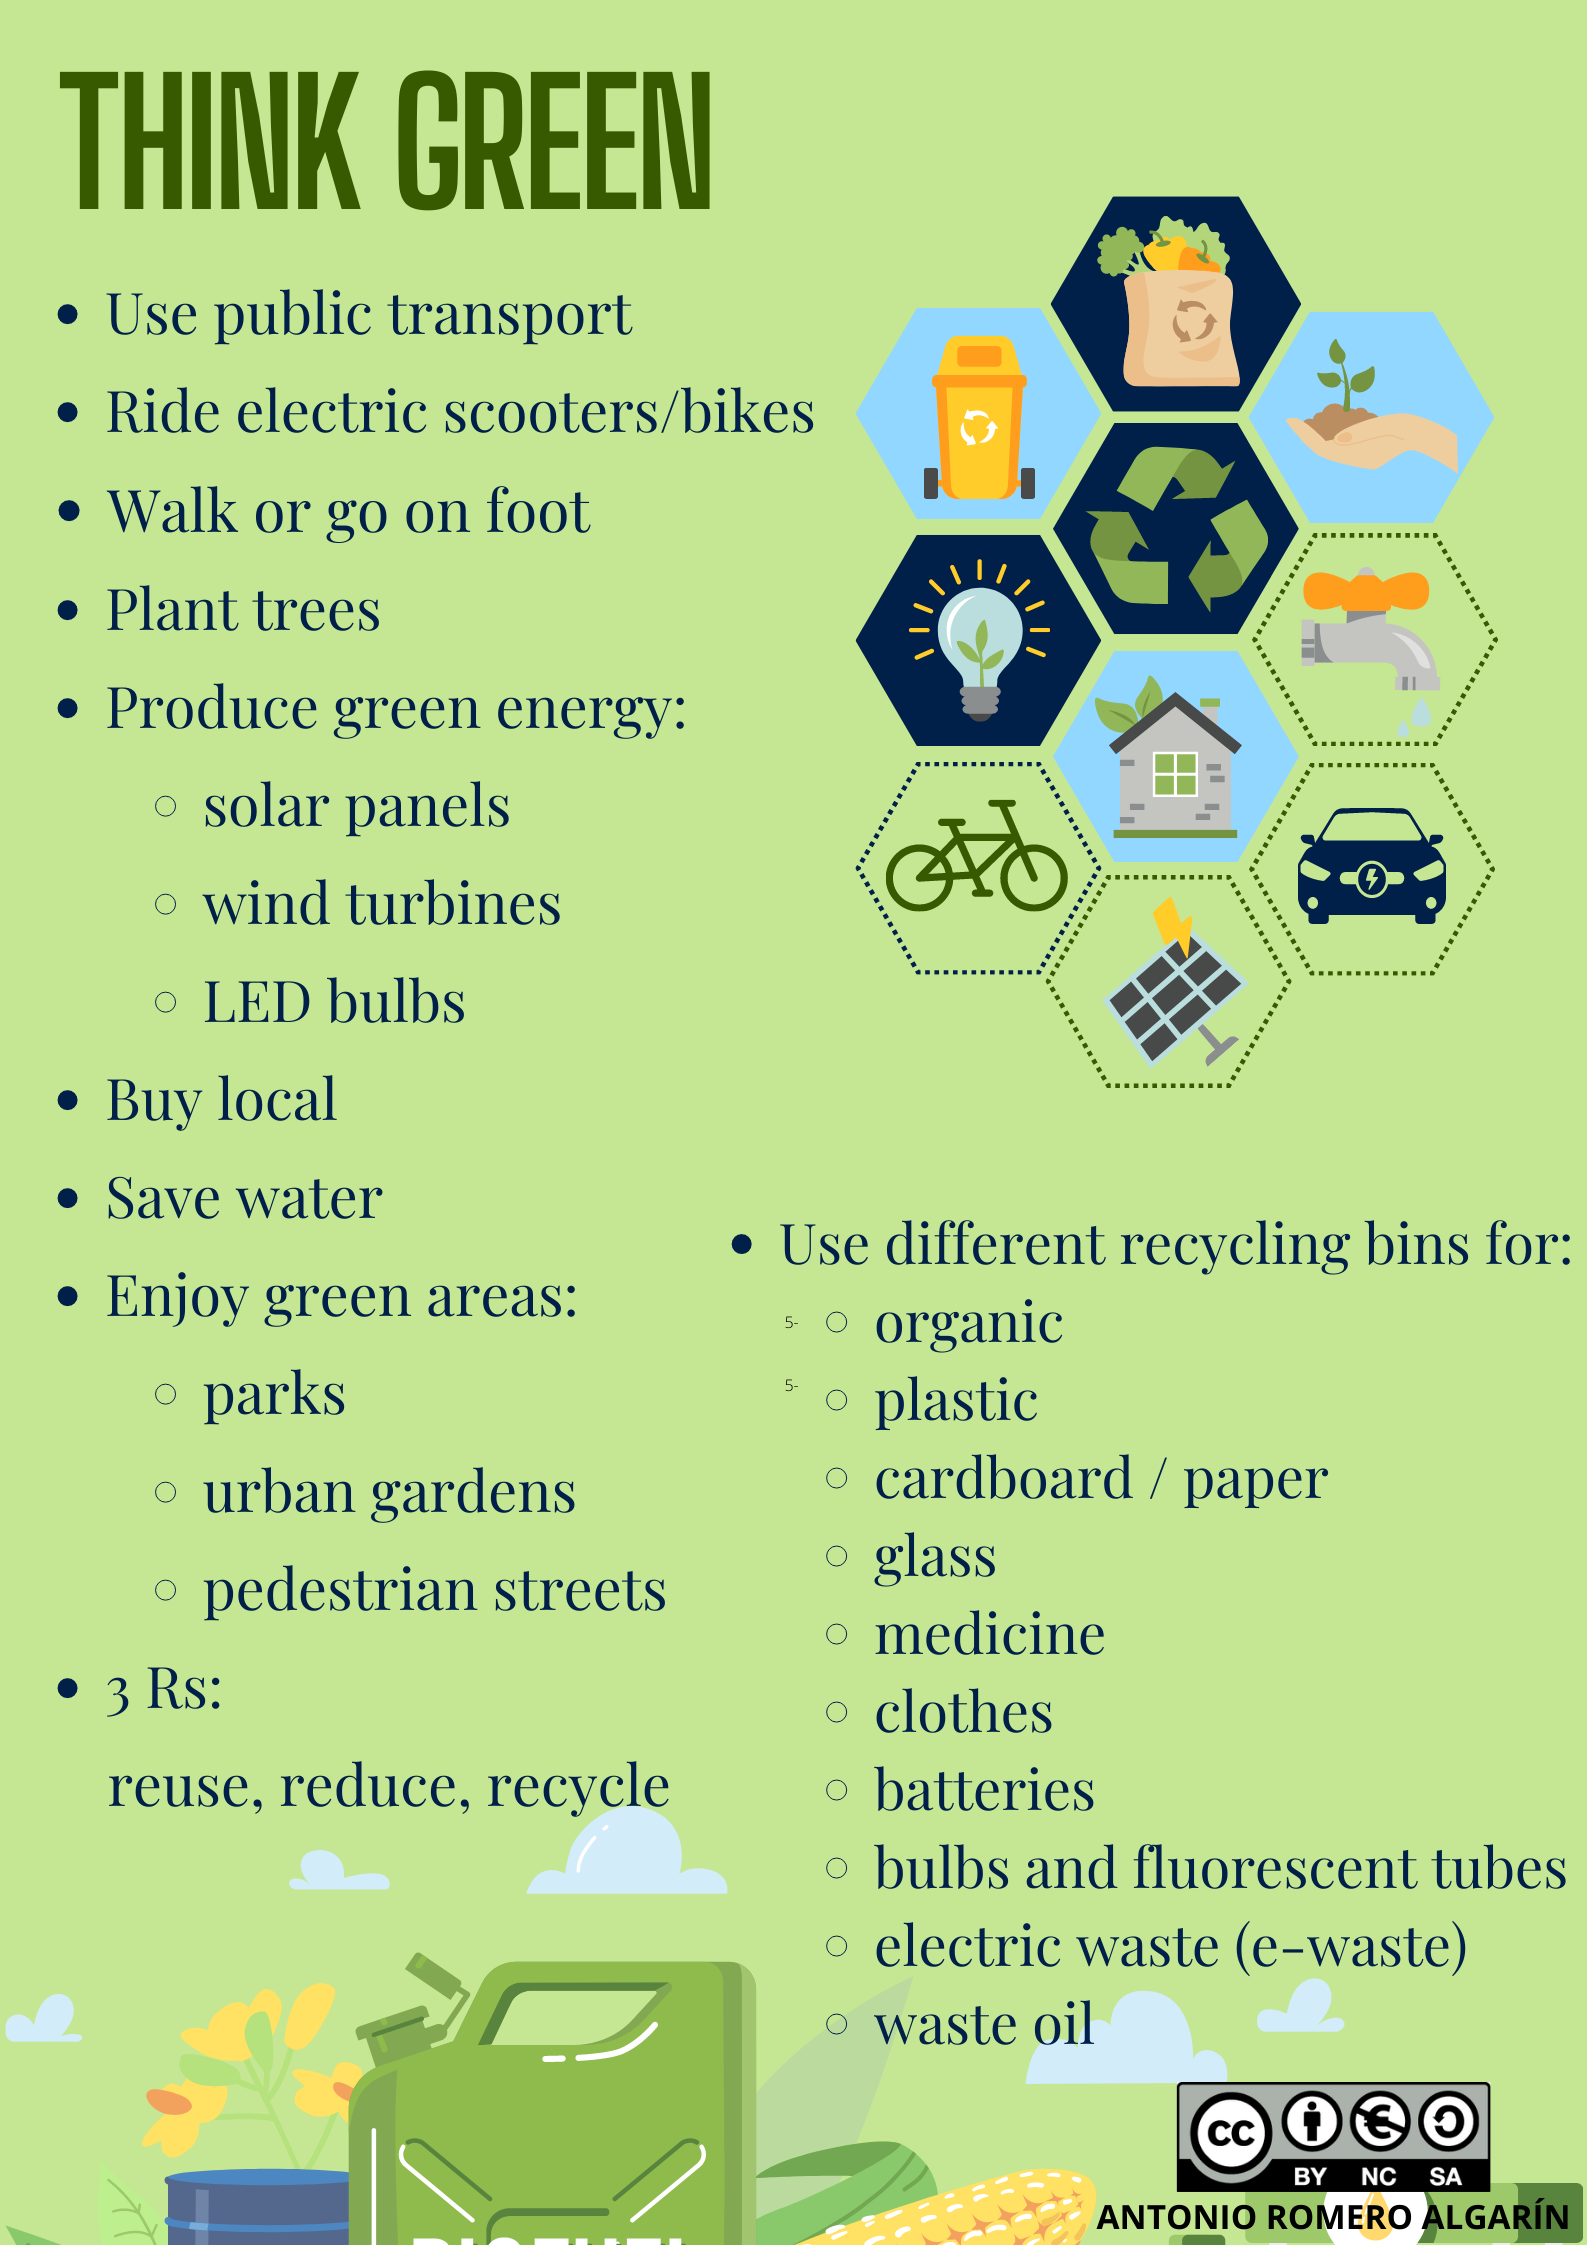 THINK GREEN
Use public transport
Ride electric scooters/bikes
Walk or go on foot
Plant trees
Produce green energy:
solar panels
wind turbines
LED bulbs
Buy local
Save water
Enjoy green areas:
parks
urban gardens
pedestrian streets
3 Rs:
reuse, reduce, recycle
Use different recycling bins for:
5-
organic
5-
plastic
cardboard / paper
glass
medicine
clothes
batteries
bulbs and fluorescent tubes
electric waste (e-waste)
waste oil
BIOFUEL
cc
BY NC SA
ANTONIO ROMERO ALGARÍN